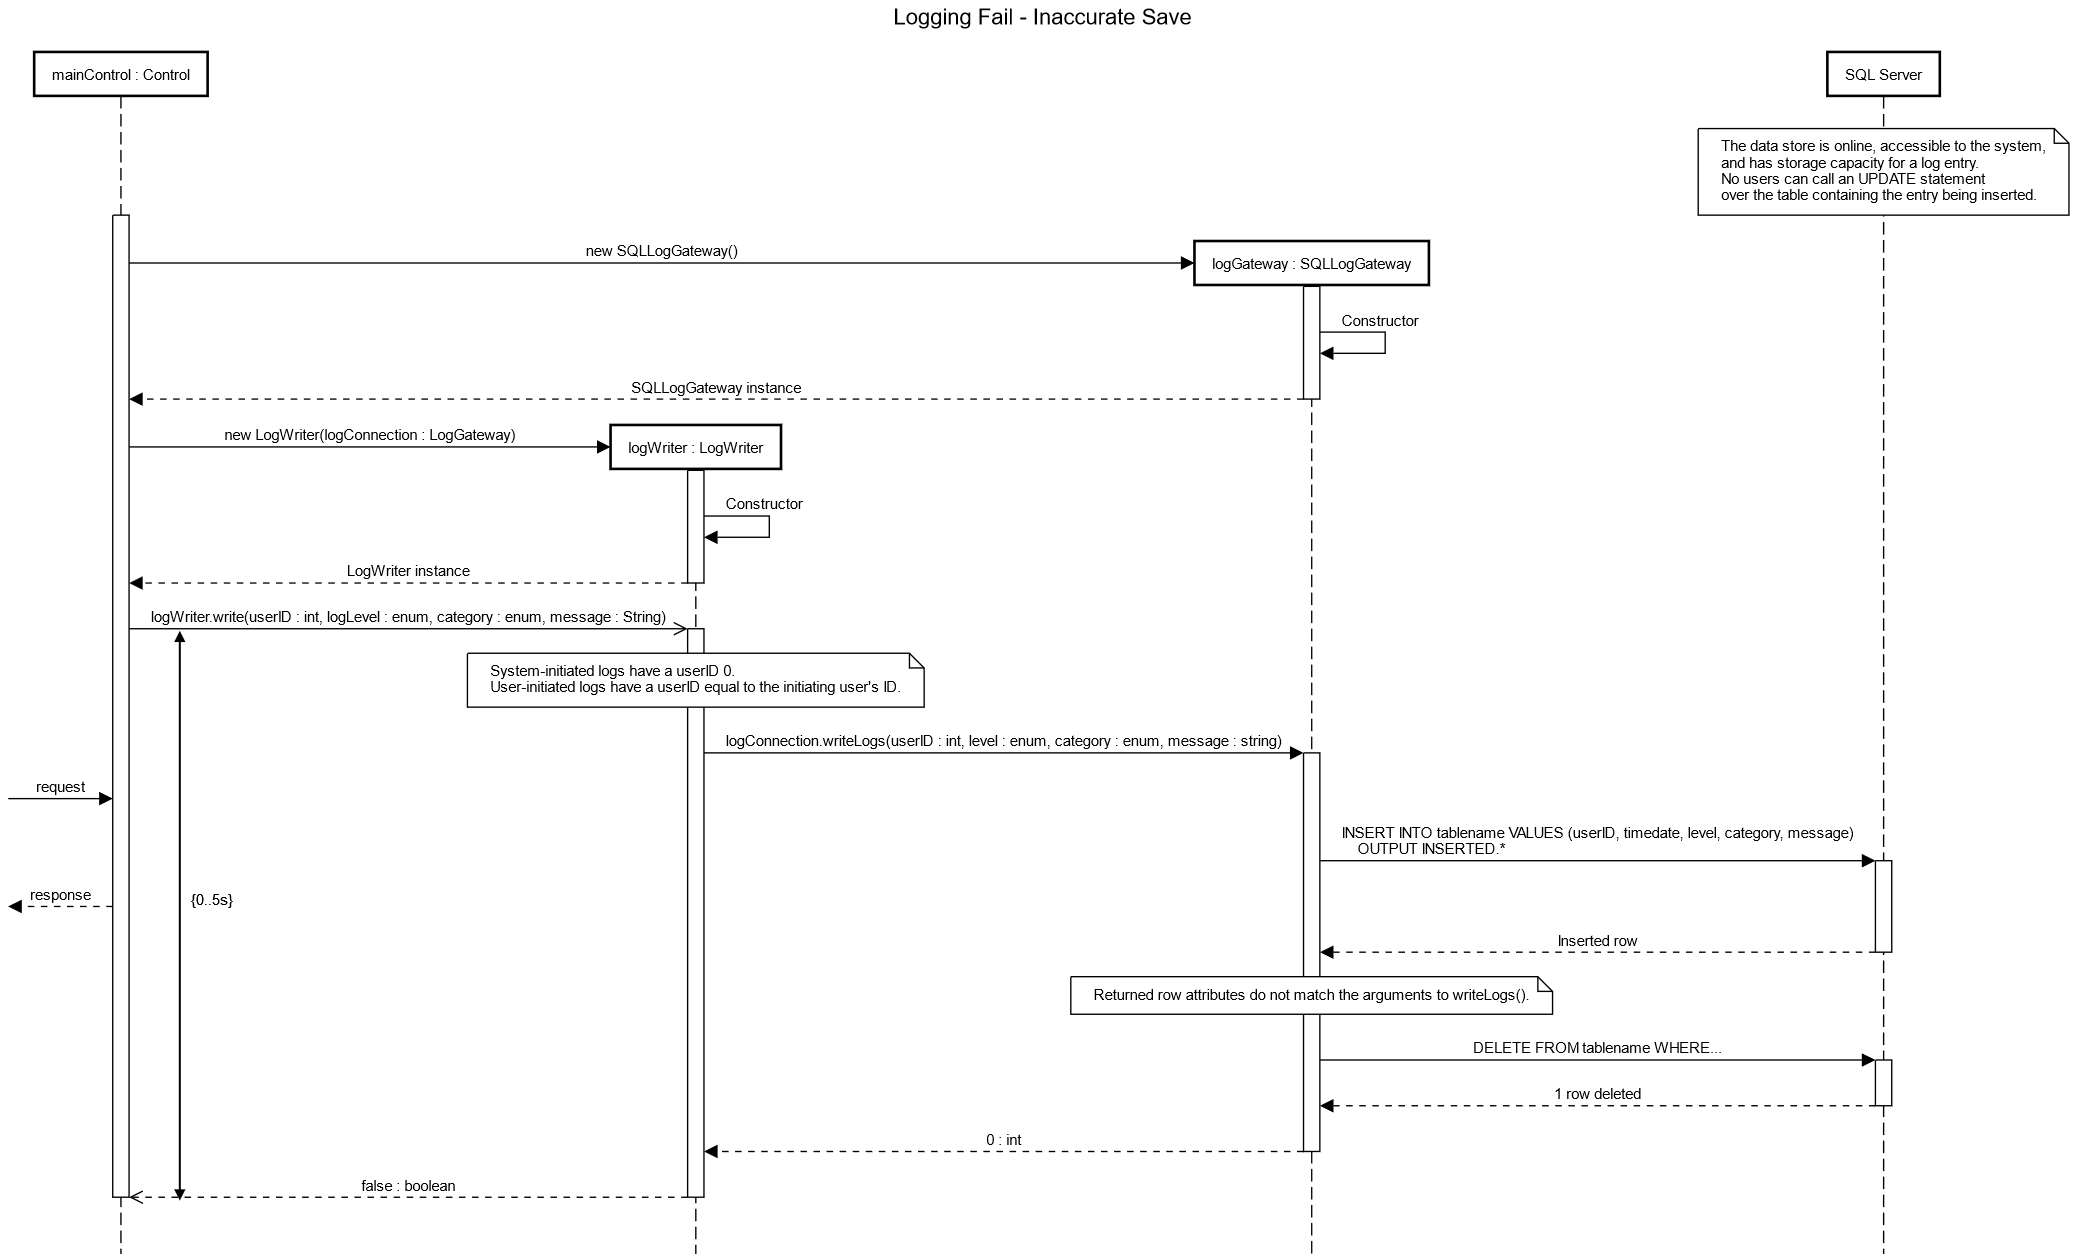 Logging Fail - Inaccurate Save
mainControl : Control
SQL Server
The data store is online, accessible to the system,
and has storage capacity for a log entry.
No users can call an UPDATE statement
over the table containing the entry being inserted.
new SQLLogGateway()
logGateway : SQLLogGateway
Constructor
SQLLogGateway instance
new LogWriter(logConnection : LogGateway)
logWriter : LogWriter
Constructor
LogWriter instance
logWriter.write(userID : int, logLevel : enum, category : enum, message : String)
System-initiated logs have a userID 0.
User-initiated logs have a userID equal to the initiating user's ID.
logConnection.writeLogs(userID : int, level : enum, category : enum, message : string)
request
INSERT INTO tablename VALUES (userID, timedate, level, category, message)
OUTPUT INSERTED.*
response
{0..5s}
Inserted row
Returned row attributes do not match the arguments to writeLogs().
DELETE FROM tablename WHERE...
1 row deleted
0 : int
false : boolean